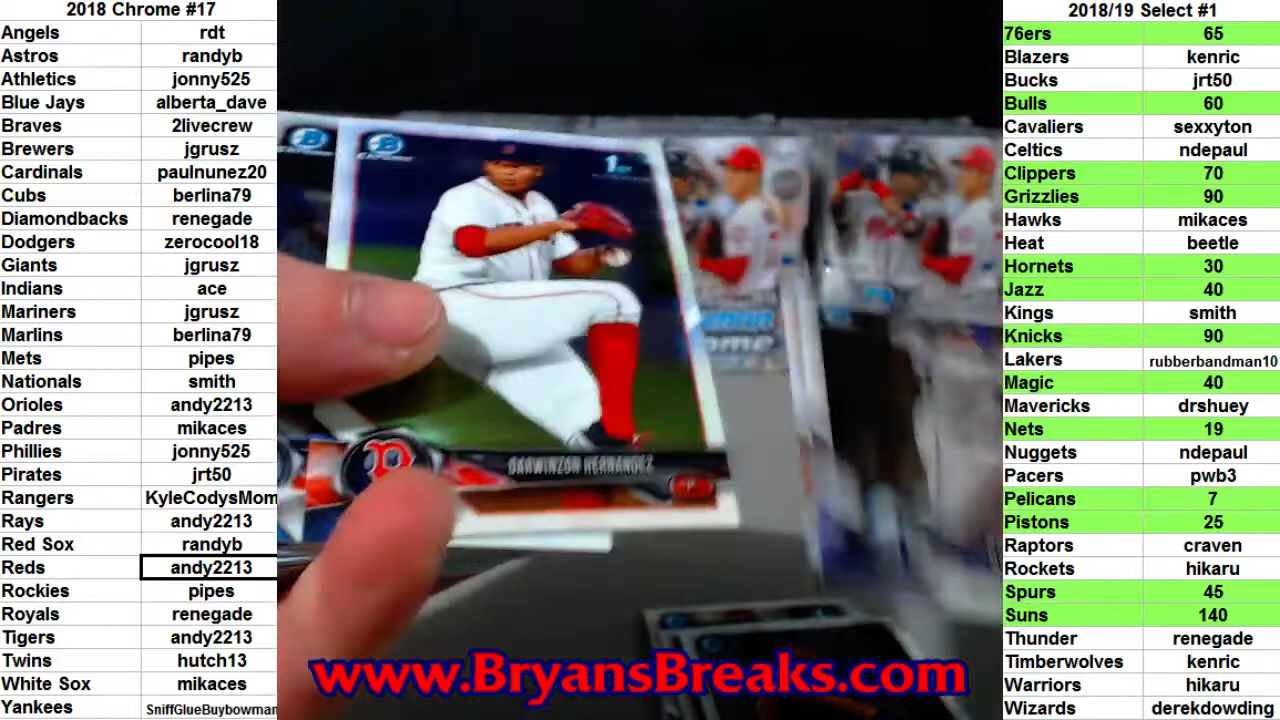 2018 Chrome #17
Angels rdt
Astros randyb
Athletics jonny525
Blue Jays alberta_dave
Braves 2livecrew
Brewers jgrusz
Cardinals paulnunez20
Cubs berlina79
Diamondbacks renegade
Dodgers zerocool18
Giants jgrusz
Indians ace
Mariners jgrusz
Marlins berlina79
Mets pipes
Nationals smith
Orioles andy2213
Padres mikaces
Phillies jonny525
Pirates jrt50
Rangers KyleCodysMom
Rays andy2213
Red Sox randyb
Reds andy2213
Rockies pipes
Royals renegade
Tigers andy2213
Twins hutch13
White Sox mikaces
Yankees SniffGlueBuybowman
B
1st
B
DARWINZON HERNANDEZ
P
www.BryansBreaks.com
2018/19 Select #1
76ers 65
Blazers kenric
Bucks jrt50
Bulls 60
Cavaliers sexxyton
Celtics ndepaul
Clippers 70
Grizzlies 90
Hawks mikaces
Heat beetle
Hornets 30
Jazz 40
Kings smith
Knicks 90
Lakers rubberbandman10
Magic 40
Mavericks drshuey
Nets 19
Nuggets ndepaul
Pacers pwb3
Pelicans 7
Pistons 25
Raptors craven
Rockets hikaru
Spurs 45
Suns 140
Thunder renegade
Timberwolves kenric
Warriors hikaru
Wizards derekdowding